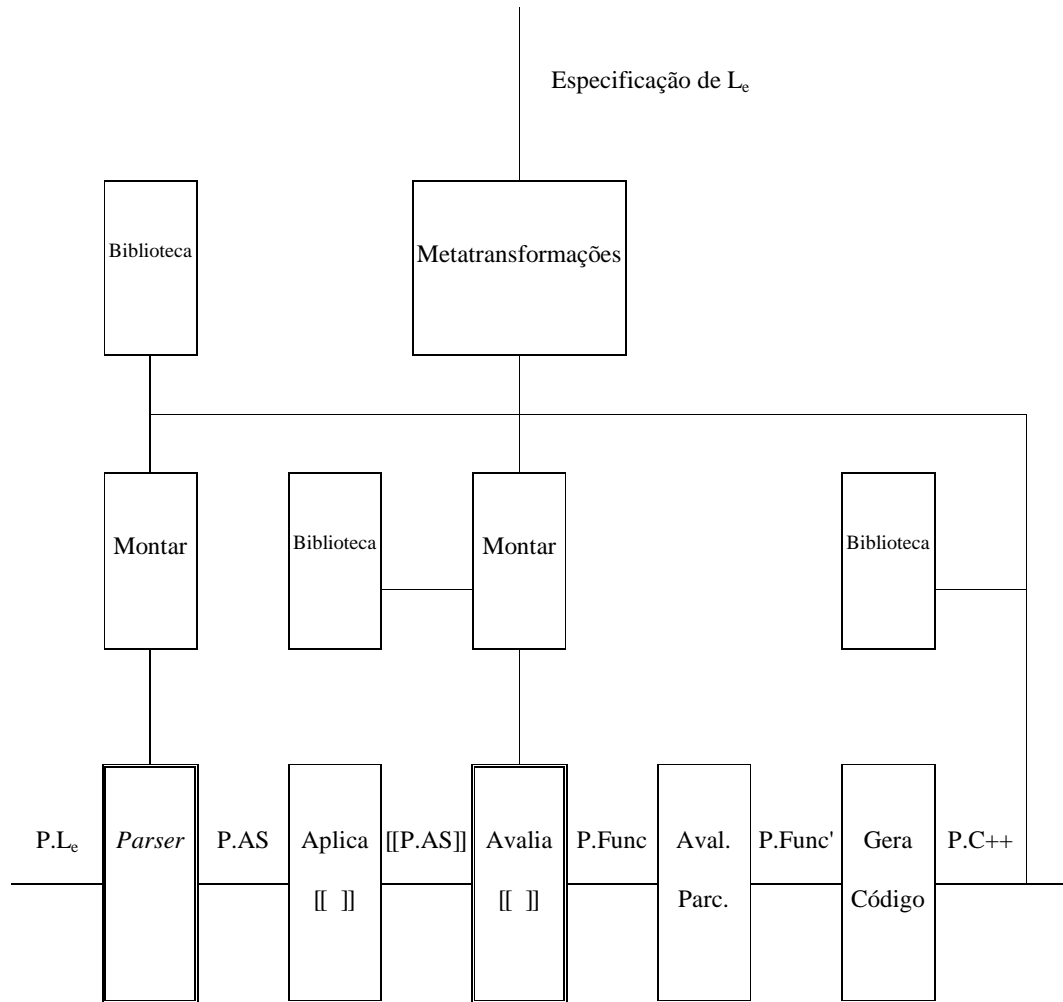 Especificação de Le
Biblioteca
Metatransformações
Montar
Biblioteca
Montar
Biblioteca
P.Le
Parser
P.AS
Aplica
[[ ]]
[[P.AS]]
Avalia
[[ ]]
P.Func
Aval.
Parc.
P.Func'
Gera
Código
P.C++